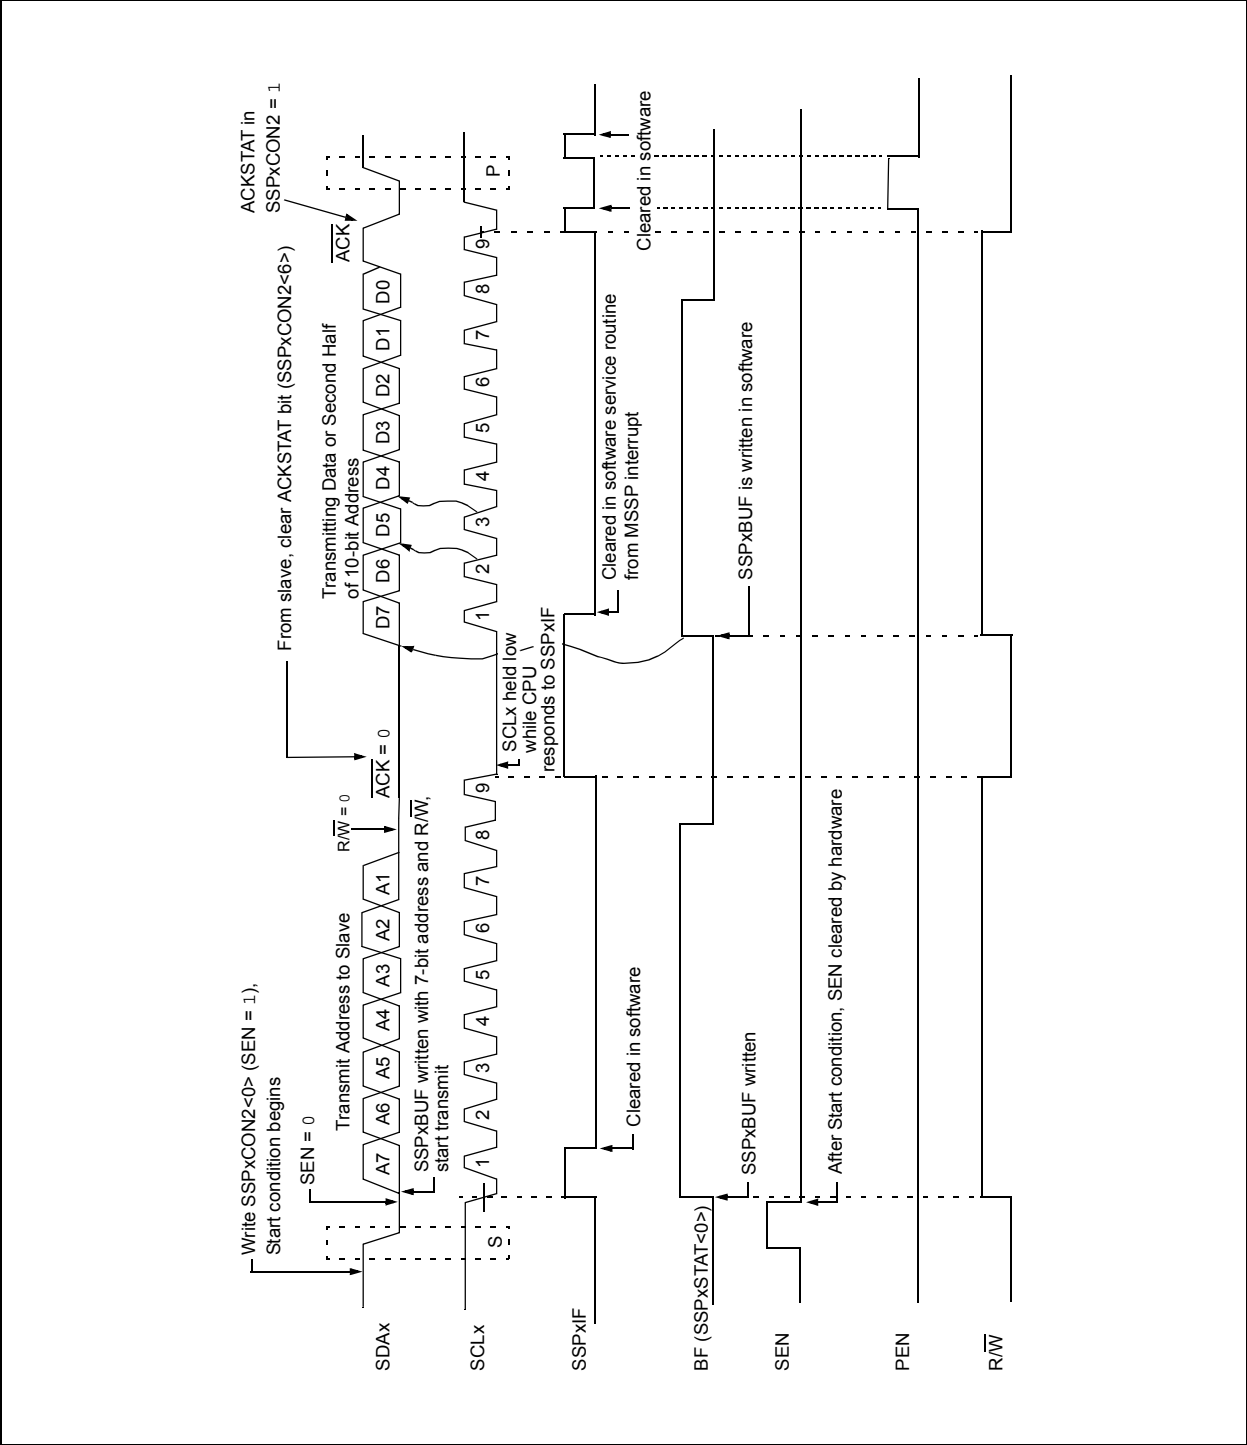 Write SSPxCON2<0> (SEN = 1),
Start condition begins
From slave, clear ACKSTAT bit (SSPxCON2<6>)
ACKSTAT in
SSPxCON2 = 1
SEN = 0
Transmit Address to Slave
R/W = 0
ACK = 0
Transmitting Data or Second Half
of 10-bit Address
ACK
SDAx
A7 A6 A5 A4 A3 A2 A1
D7 D6 D5 D4 D3 D2 D1 D0
SSPxBUF written with 7-bit address and R/W,
start transmit
SCLx
S
1 2 3 4 5 6 7 8 9
1 2 3 4 5 6 7 8 9
P
SCLx held low
while CPU
responds to SSPxIF
SSPxIF
Cleared in software
Cleared in software service routine
from MSSP interrupt
Cleared in software
BF (SSPxSTAT<0>)
SSPxBUF written
SSPxBUF is written in software
SEN
After Start condition, SEN cleared by hardware
PEN
R/W